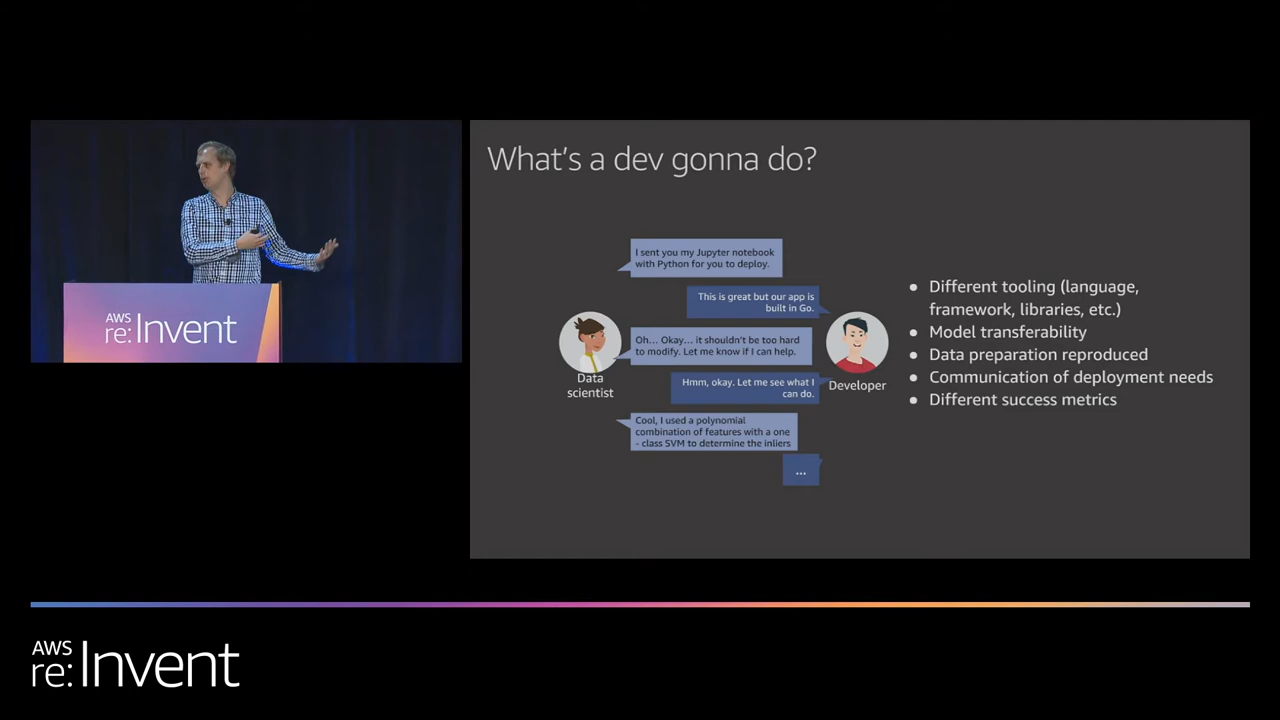 AWS
re:Invent
What's a dev gonna do?
I sent you my Jupyter notebook
with Python for you to deploy.
This is great but our app is
built in Go.
Oh... Okay... it shouldn't be too hard
to modify. Let me know if I can help.
Hmm, okay. Let me see what I
can do.
Cool, I used a polynomial
combination of features with a one
- class SVM to determine the inliers
...
Data
scientist
Developer
● Different tooling (language,
framework, libraries, etc.)
● Model transferability
● Data preparation reproduced
● Communication of deployment needs
● Different success metrics
AWS
re:Invent